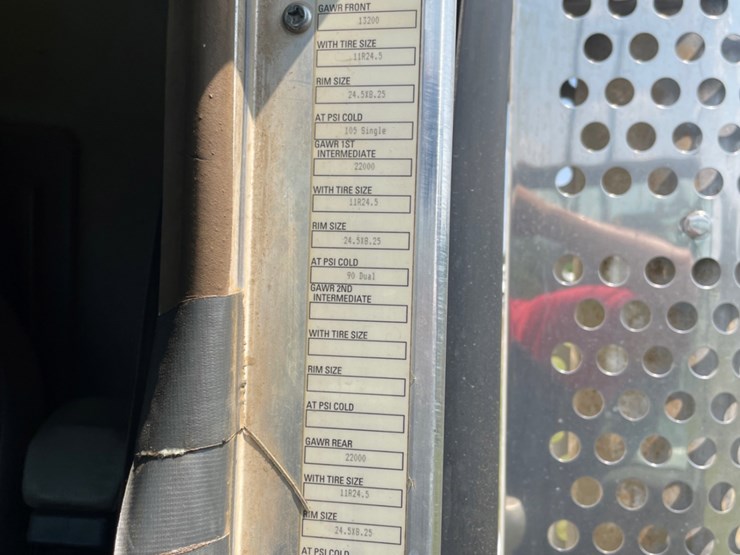 GAWR FRONT
13200
WITH TIRE SIZE
11R24.5
RIM SIZE
24.5X8.25
AT PSI COLD
105 Single
GAWR 1ST
INTERMEDIATE
22000
WITH TIRE SIZE
11R24.5
RIM SIZE
24.5X8.25
AT PSI COLD
90 Dual
GAWR 2ND
INTERMEDIATE
WITH TIRE SIZE
RIM SIZE
AT PSI COLD
GAWR REAR
22000
WITH TIRE SIZE
11R24.5
RIM SIZE
24.5X8.25
AT PSI COLD